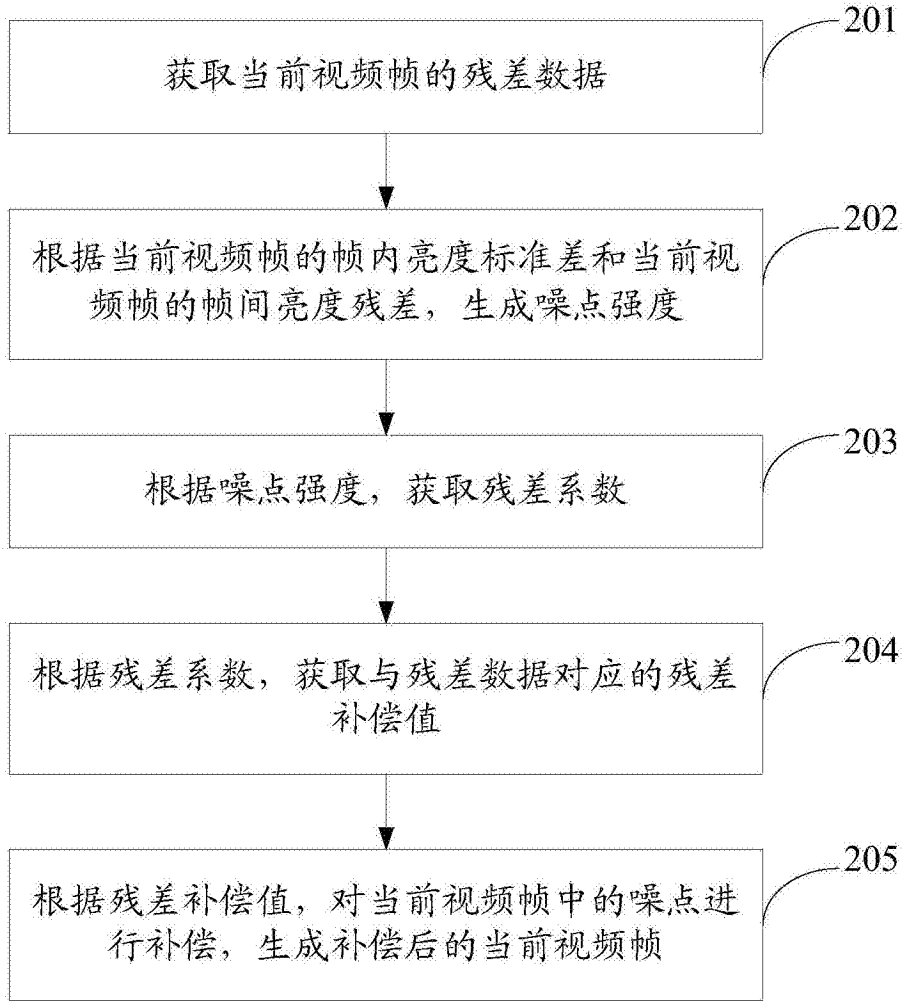 201
获取当前视频帧的残差数据
202
根据当前视频帧的帧内亮度标准差和当前视
频帧的帧间亮度残差，生成噪点强度
203
根据噪点强度，获取残差系数
204
根据残差系数，获取与残差数据对应的残差
补偿值
205
根据残差补偿值，对当前视频帧中的噪点进
行补偿，生成补偿后的当前视频帧